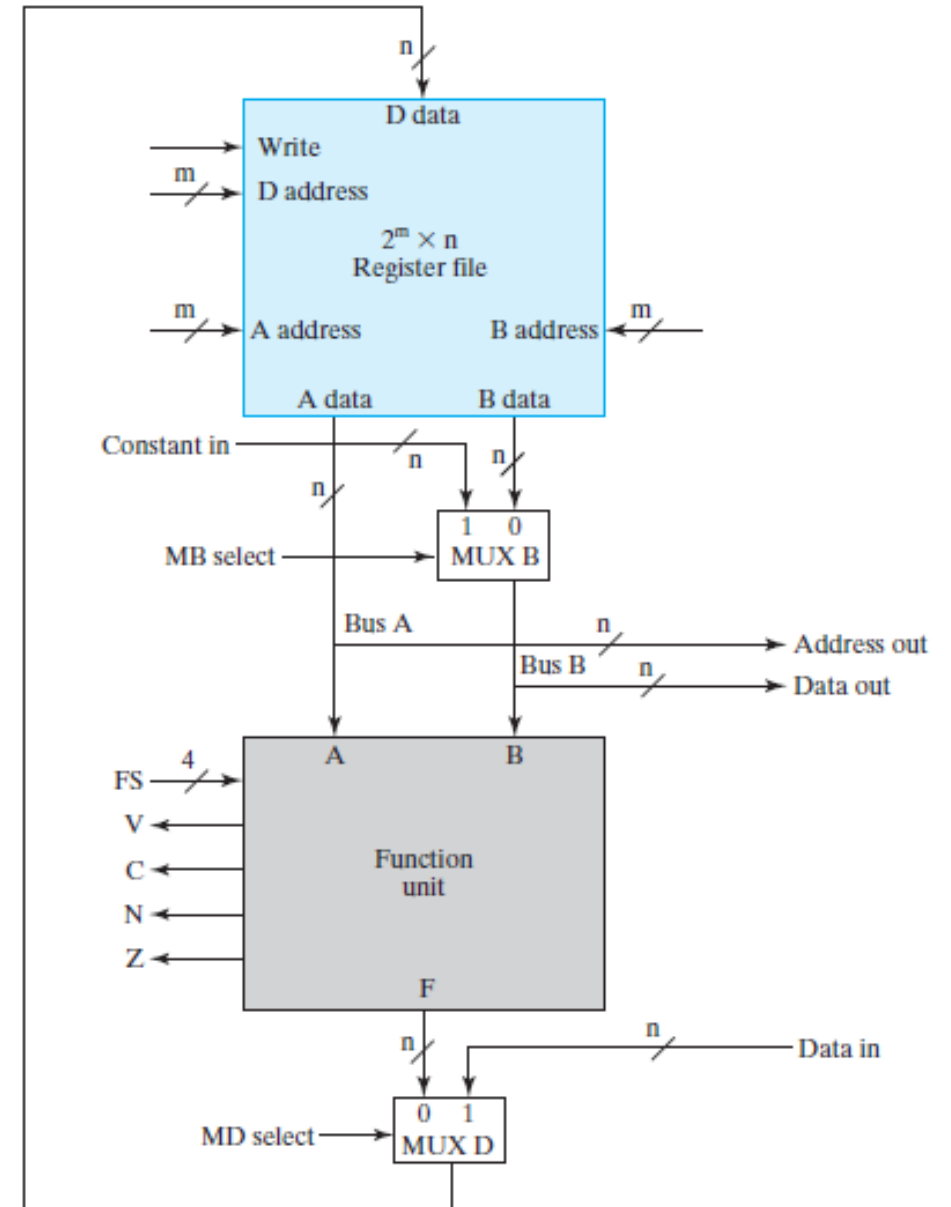 n
D data
Write
m
D address
2ᵐ × n
Register file
m
A address
B address
m
A data
B data
Constant in
n
n
n
1 0
MUX B
MB select
Bus A
n
Address out
Bus B
n
Data out
A
B
FS
4
V
C
N
Z
Function
unit
F
n
n
Data in
0 1
MUX D
MD select